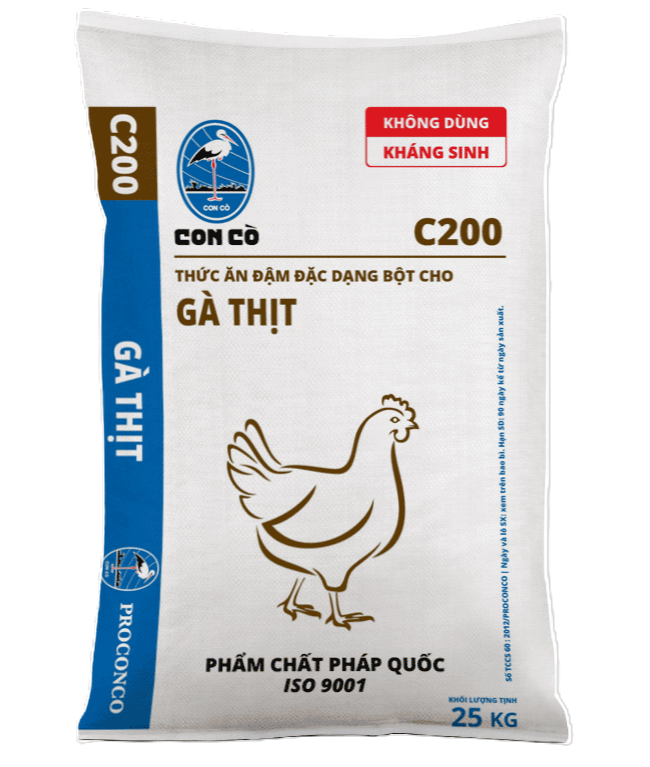 C200
GÀ THỊT
CON CÒ
PROCONCO
CON CÒ
CON CÒ
KHÔNG DÙNG
KHÁNG SINH
C200
THỨC ĂN ĐẬM ĐẶC DẠNG BỘT CHO
GÀ THỊT
Số TCCS 60 : 2012/PROCONCO | Ngày và lô SX: xem trên bao bì. Hạn SD: 90 ngày kể từ ngày sản xuất.
PHẨM CHẤT PHÁP QUỐC
ISO 9001
KHỐI LƯỢNG TỊNH
25 KG